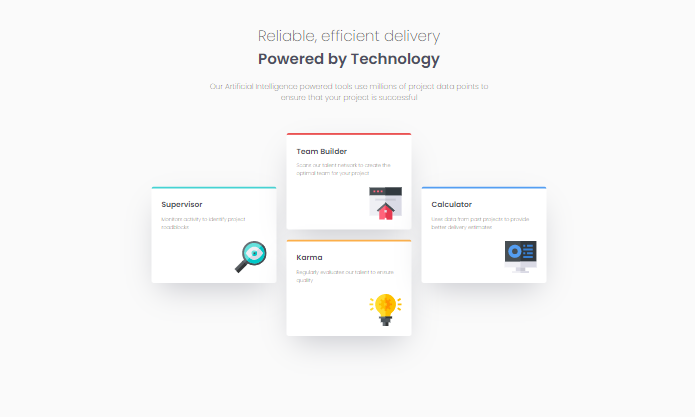 Reliable, efficient delivery
Powered by Technology
Our Artificial Intelligence powered tools use millions of project data points to
ensure that your project is successful
Supervisor
Monitors activity to identify project
roadblocks
Team Builder
Scans our talent network to create the
optimal team for your project
Karma
Regularly evaluates our talent to ensure
quality
Calculator
Uses data from past projects to provide
better delivery estimates